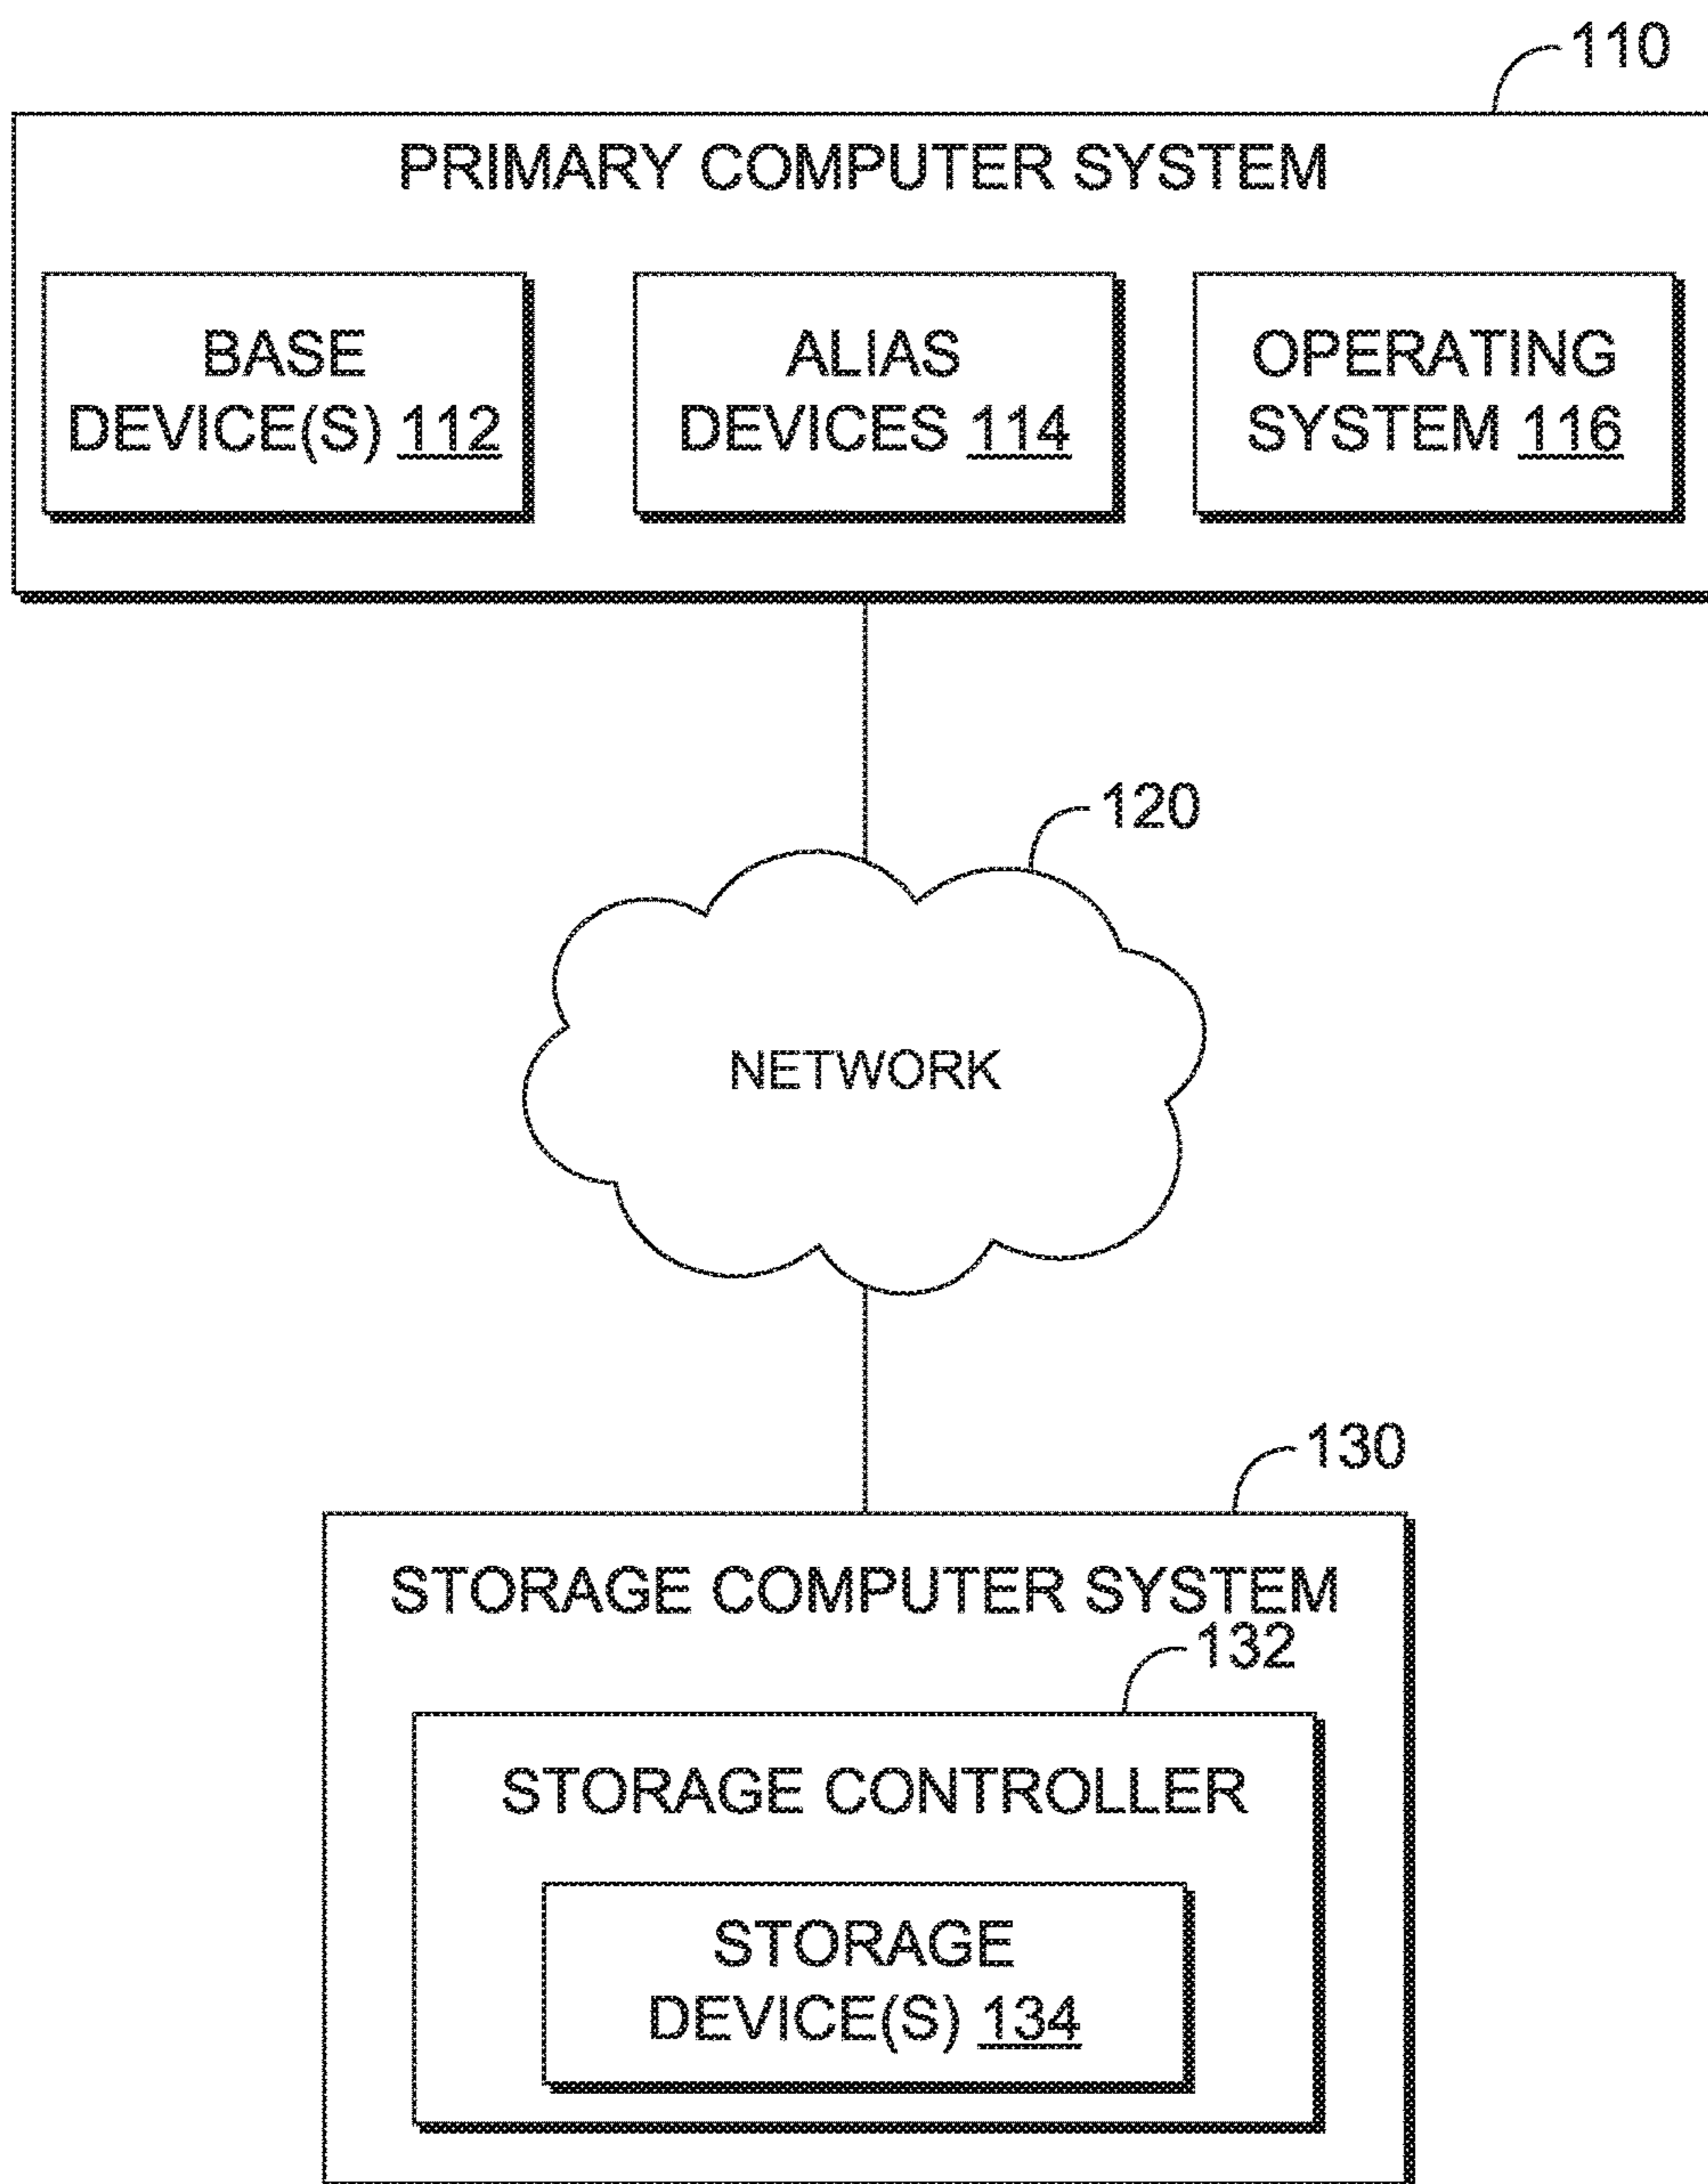 110
PRIMARY COMPUTER SYSTEM
BASE
DEVICE(S) 112
ALIAS
DEVICES 114
OPERATING
SYSTEM 116
120
NETWORK
130
STORAGE COMPUTER SYSTEM
132
STORAGE CONTROLLER
STORAGE
DEVICE(S) 134